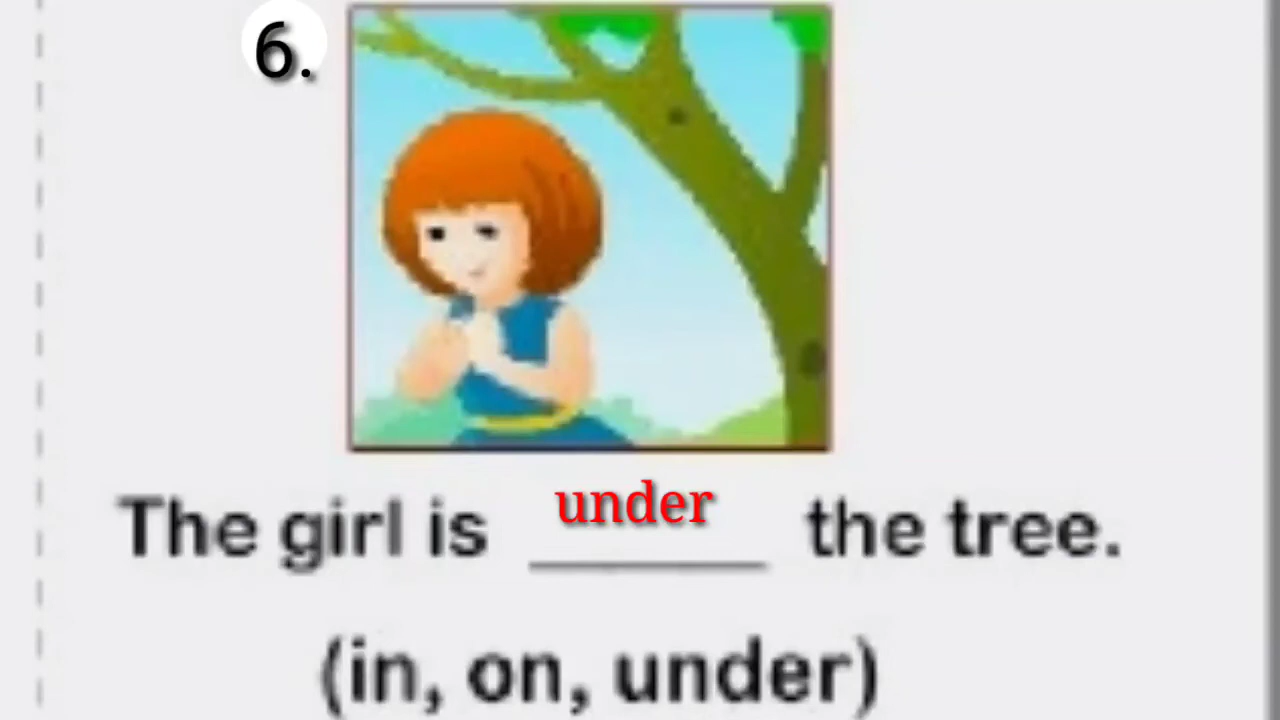 6.
The girl is under the tree.
(in, on, under)